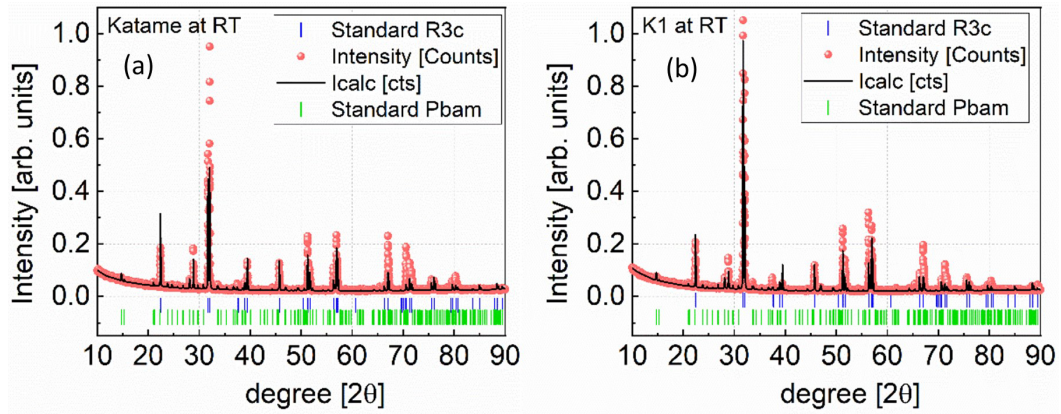 Katame at RT
(a)
Standard R3c
Intensity [Counts]
Icalc [cts]
Standard Pbam
Intensity [arb. units]
1.0
0.8
0.6
0.4
0.2
0.0
10 20 30 40 50 60 70 80 90
degree [2θ]
K1 at RT
(b)
Standard R3c
Intensity [Counts]
Icalc [cts]
Standard Pbam
Intensity [arb. units]
1.0
0.8
0.6
0.4
0.2
0.0
10 20 30 40 50 60 70 80 90
degree [2θ]